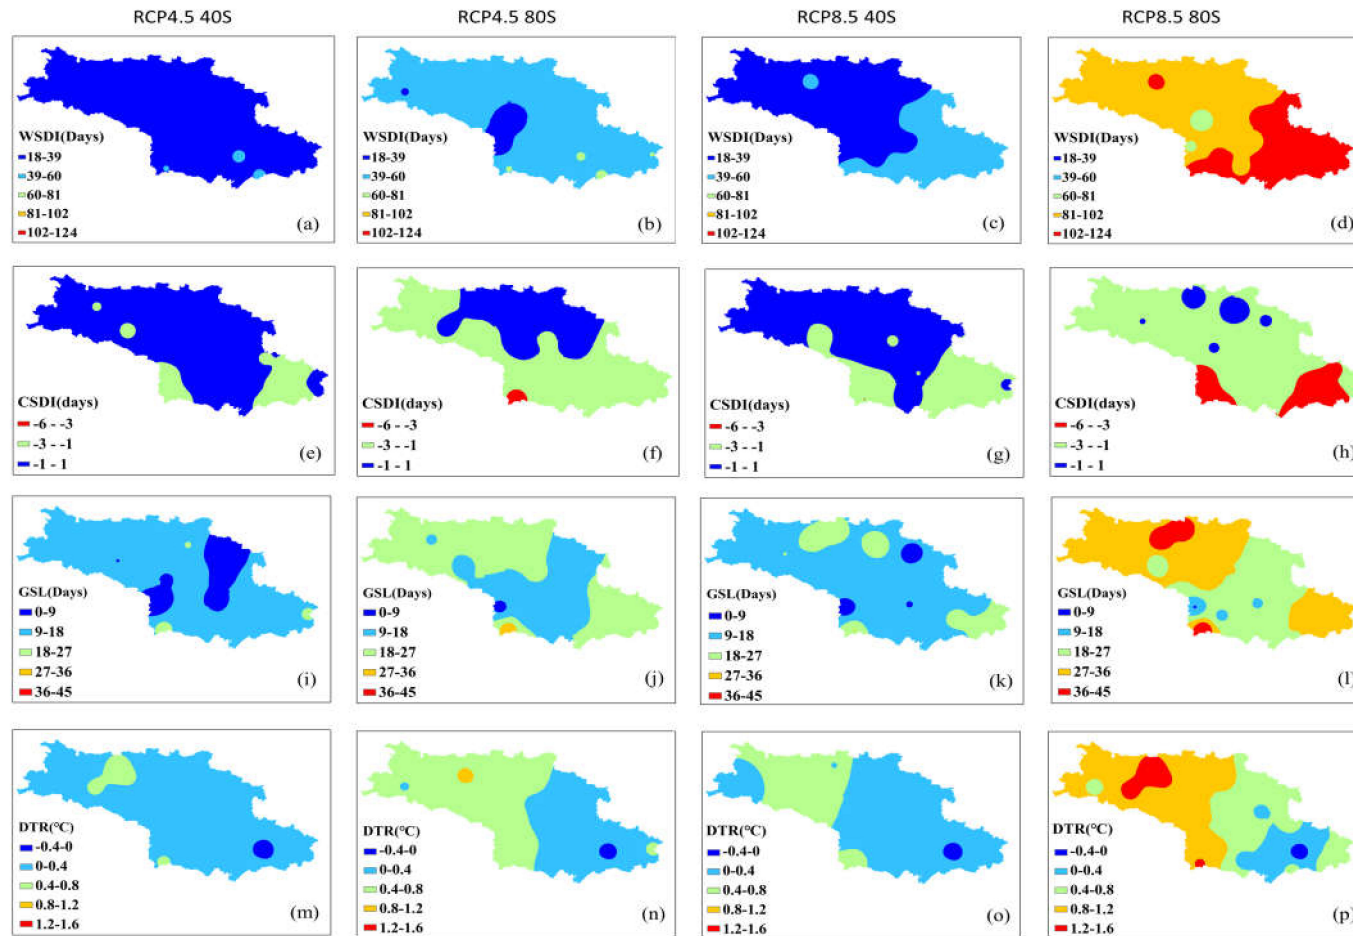 RCP4.5 40S
RCP4.5 80S
RCP8.5 40S
RCP8.5 80S
WSDI(Days)
18-39
39-60
60-81
81-102
102-124
(a)
WSDI(Days)
18-39
39-60
60-81
81-102
102-124
(b)
WSDI(Days)
18-39
39-60
60-81
81-102
102-124
(c)
WSDI(Days)
18-39
39-60
60-81
81-102
102-124
(d)
CSDI(days)
-6 - -3
-3 - -1
-1 - 1
(e)
CSDI(days)
-6 - -3
-3 - -1
-1 - 1
(f)
CSDI(days)
-6 - -3
-3 - -1
-1 - 1
(g)
CSDI(days)
-6 - -3
-3 - -1
-1 - 1
(h)
GSL(Days)
0-9
9-18
18-27
27-36
36-45
(i)
GSL(Days)
0-9
9-18
18-27
27-36
36-45
(j)
GSL(Days)
0-9
9-18
18-27
27-36
36-45
(k)
GSL(Days)
0-9
9-18
18-27
27-36
36-45
(l)
DTR(°C)
-0.4-0
0-0.4
0.4-0.8
0.8-1.2
1.2-1.6
(m)
DTR(°C)
-0.4-0
0-0.4
0.4-0.8
0.8-1.2
1.2-1.6
(n)
DTR(°C)
-0.4-0
0-0.4
0.4-0.8
0.8-1.2
1.2-1.6
(o)
DTR(°C)
-0.4-0
0-0.4
0.4-0.8
0.8-1.2
1.2-1.6
(p)